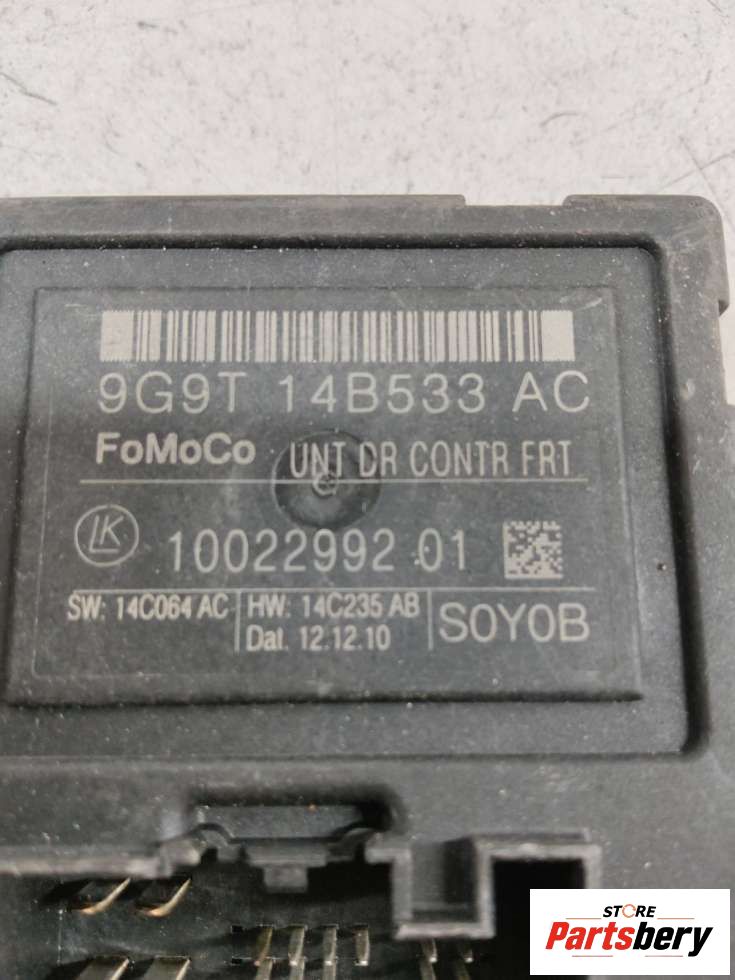 9G9T 14B533 AC
FoMoCo UNT DR CONTR FRT
LK 10022992 01
SW: 14C064 AC HW: 14C235 AB
Dat. 12.12.10 S0Y0B
STORE
Partsbery